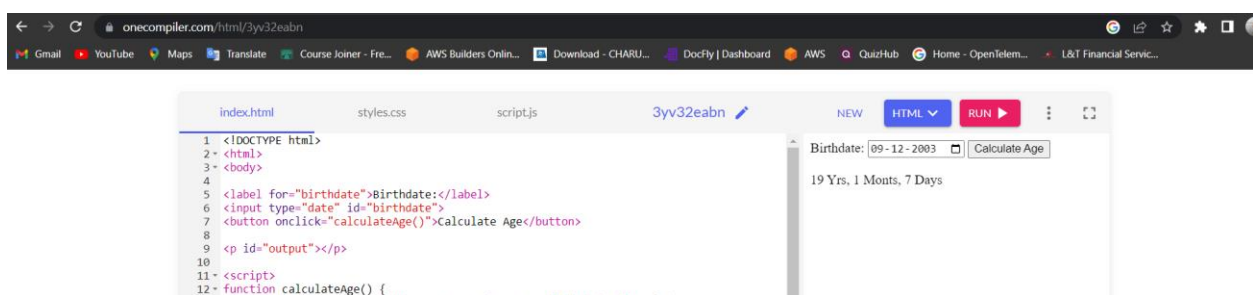 onecompiler.com/html/3yv32eabn
Gmail YouTube Maps Translate Course Joiner - Fre... AWS Builders Onlin... Download - CHARU... DocFly | Dashboard AWS QuizHub Home - OpenTelem... L&T Financial Servic...
index.html styles.css script.js 3yv32eabn NEW HTML RUN
1 <!DOCTYPE html>
2 <html>
3 <body>
4
5 <label for="birthdate">Birthdate:</label>
6 <input type="date" id="birthdate">
7 <button onclick="calculateAge()">Calculate Age</button>
8
9 <p id="output"></p>
10
11 <script>
12 function calculateAge() {
Birthdate: 09-12-2003 Calculate Age
19 Yrs, 1 Monts, 7 Days